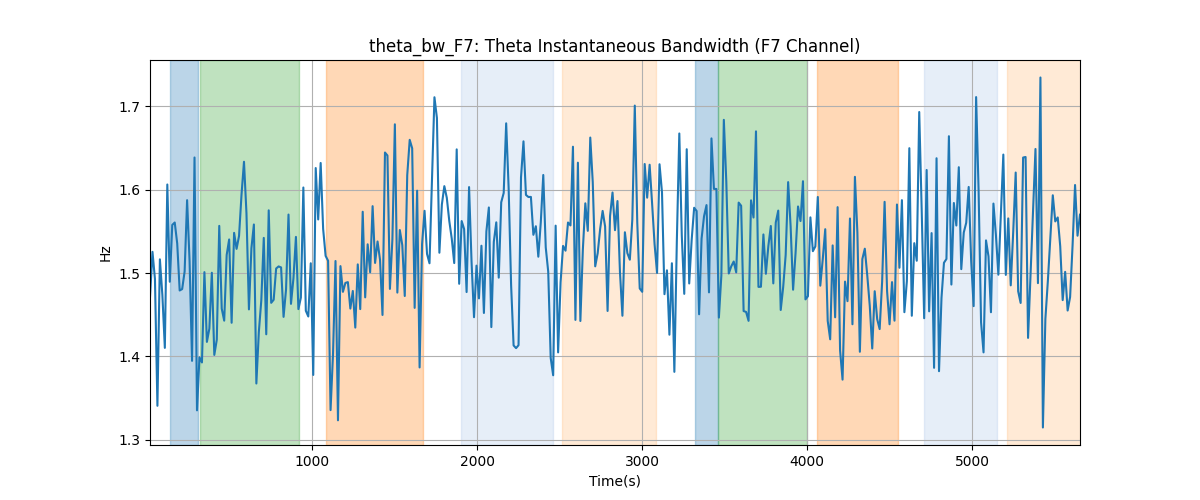 theta_bw_F7: Theta Instantaneous Bandwidth (F7 Channel)
Hz
1.7
1.6
1.5
1.4
1.3
1000 2000 3000 4000 5000
Time(s)